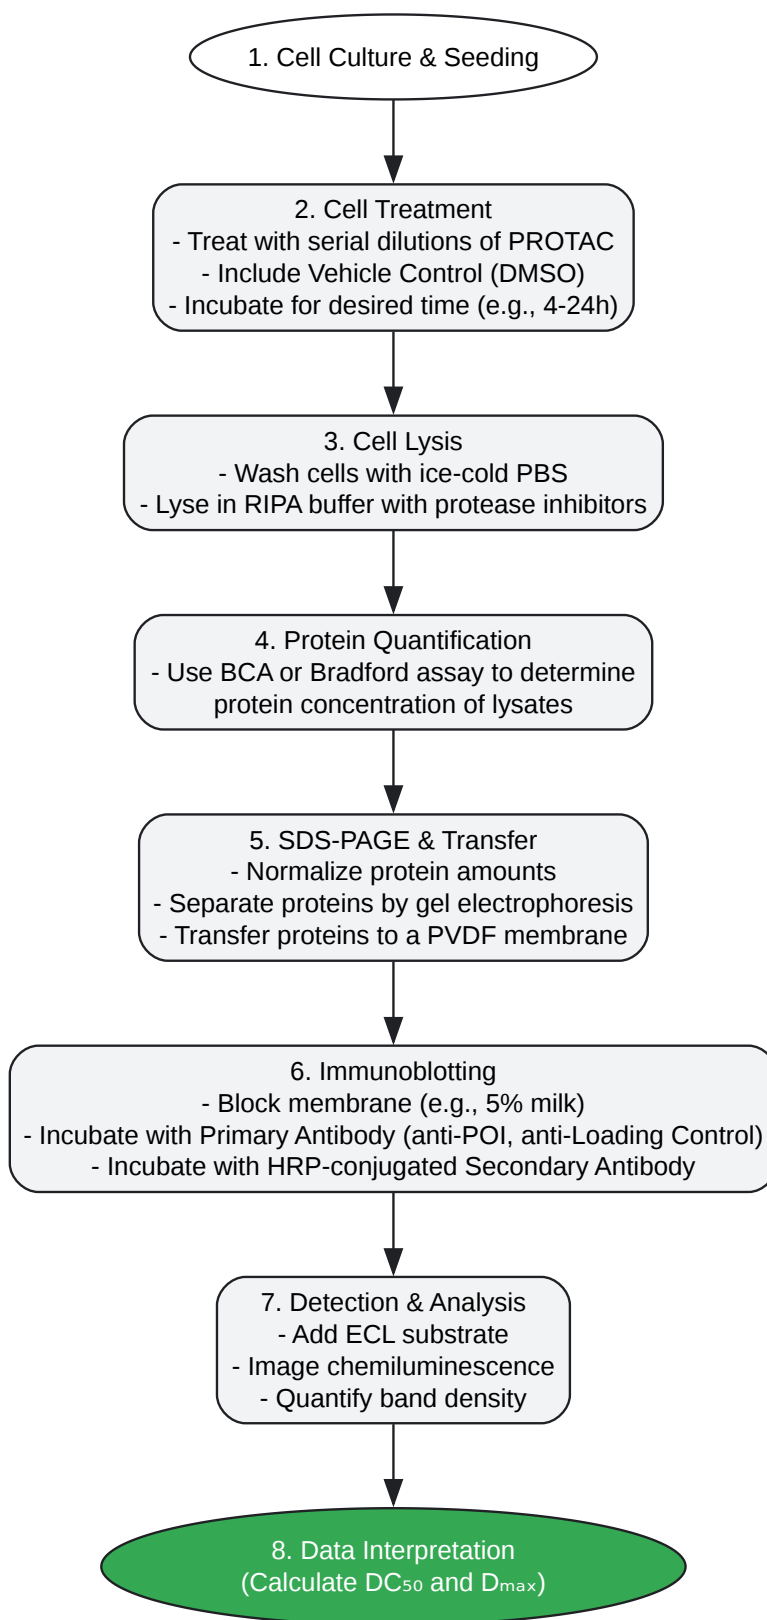 1. Cell Culture & Seeding
2. Cell Treatment
- Treat with serial dilutions of PROTAC
- Include Vehicle Control (DMSO)
- Incubate for desired time (e.g., 4-24h)
3. Cell Lysis
- Wash cells with ice-cold PBS
- Lyse in RIPA buffer with protease inhibitors
4. Protein Quantification
- Use BCA or Bradford assay to determine
protein concentration of lysates
5. SDS-PAGE & Transfer
- Normalize protein amounts
- Separate proteins by gel electrophoresis
- Transfer proteins to a PVDF membrane
6. Immunoblotting
- Block membrane (e.g., 5% milk)
- Incubate with Primary Antibody (anti-POI, anti-Loading Control)
- Incubate with HRP-conjugated Secondary Antibody
7. Detection & Analysis
- Add ECL substrate
- Image chemiluminescence
- Quantify band density
8. Data Interpretation
(Calculate DC₅₀ and Dₘₐₓ)